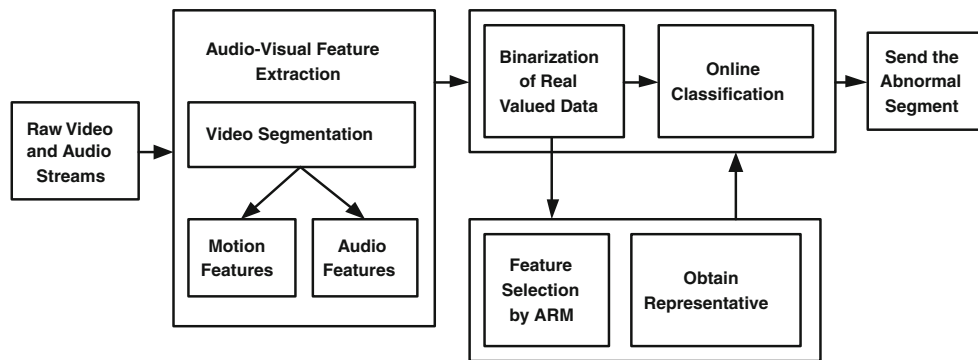 Raw Video
and Audio
Streams
Audio-Visual Feature
Extraction
Video Segmentation
Motion
Features
Audio
Features
Binarization
of Real
Valued Data
Online
Classification
Send the
Abnormal
Segment
Feature
Selection
by ARM
Obtain
Representative